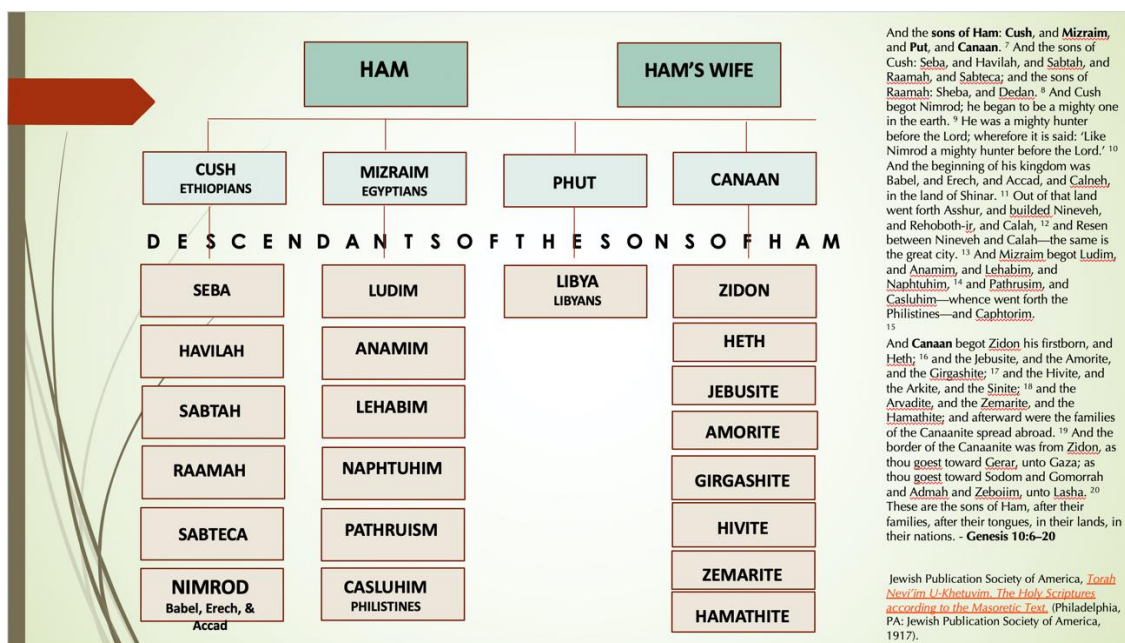 HAM
HAM'S WIFE
CUSH
ETHIOPIANS
MIZRAIM
EGYPTIANS
PHUT
CANAAN
D E S C E N D A N T S O F T H E S O N S O F H A M
SEBA
HAVILAH
SABTAH
RAAMAH
SABTECA
NIMROD
Babel, Erech, &
Accad
LUDIM
ANAMIM
LEHABIM
NAPHTUHIM
PATHRUISM
CASLUHIM
PHILISTINES
LIBYA
LIBYANS
ZIDON
HETH
JEBUSITE
AMORITE
GIRGASHITE
HIVITE
ZEMARITE
HAMATHITE
And the sons of Ham: Cush, and Mizraim,
and Put, and Canaan. 7 And the sons of
Cush: Seba, and Havilah, and Sabtah, and
Raamah, and Sabteca; and the sons of
Raamah: Sheba, and Dedan. 8 And Cush
begot Nimrod; he began to be a mighty one
in the earth. 9 He was a mighty hunter
before the Lord; wherefore it is said: 'Like
Nimrod a mighty hunter before the Lord.' 10
And the beginning of his kingdom was
Babel, and Erech, and Accad, and Calneh,
in the land of Shinar. 11 Out of that land
went forth Asshur, and builded Nineveh,
and Rehoboth-ir, and Calah, 12 and Resen
between Nineveh and Calah—the same is
the great city. 13 And Mizraim begot Ludim,
and Anamim, and Lehabim, and
Naphtuhim, 14 and Pathrusim, and
Casluhim—whence went forth the
Philistines—and Caphtorim.
15
And Canaan begot Zidon his firstborn, and
Heth; 16 and the Jebusite, and the Amorite,
and the Girgashite; 17 and the Hivite, and
the Arkite, and the Sinite; 18 and the
Arvadite, and the Zemarite, and the
Hamathite; and afterward were the families
of the Canaanite spread abroad. 19 And the
border of the Canaanite was from Zidon, as
thou goest toward Gerar, unto Gaza; as
thou goest toward Sodom and Gomorrah
and Admah and Zeboiim, unto Lasha. 20
These are the sons of Ham, after their
families, after their tongues, in their lands, in
their nations. - Genesis 10:6–20
Jewish Publication Society of America, Torah
Nevi'im U-Khetuvim. The Holy Scriptures
according to the Masoretic Text. (Philadelphia,
PA: Jewish Publication Society of America,
1917).